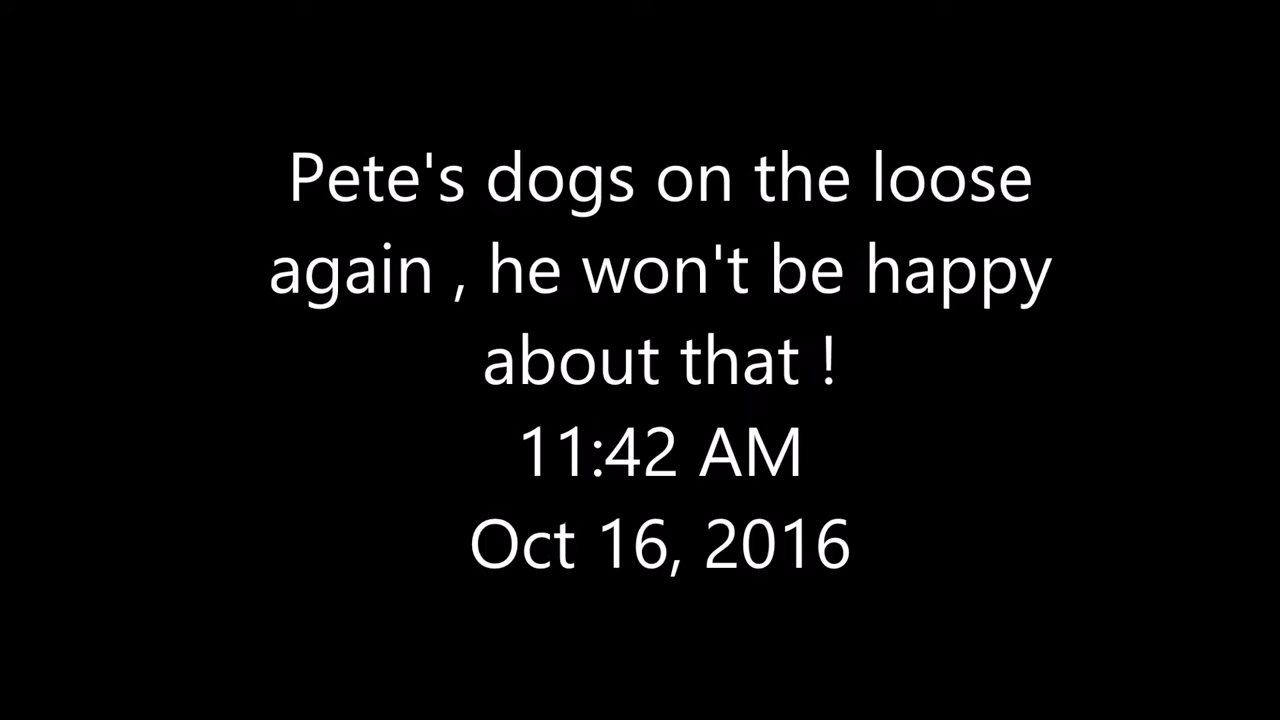 Pete's dogs on the loose
again , he won't be happy
about that !
11:42 AM
Oct 16, 2016